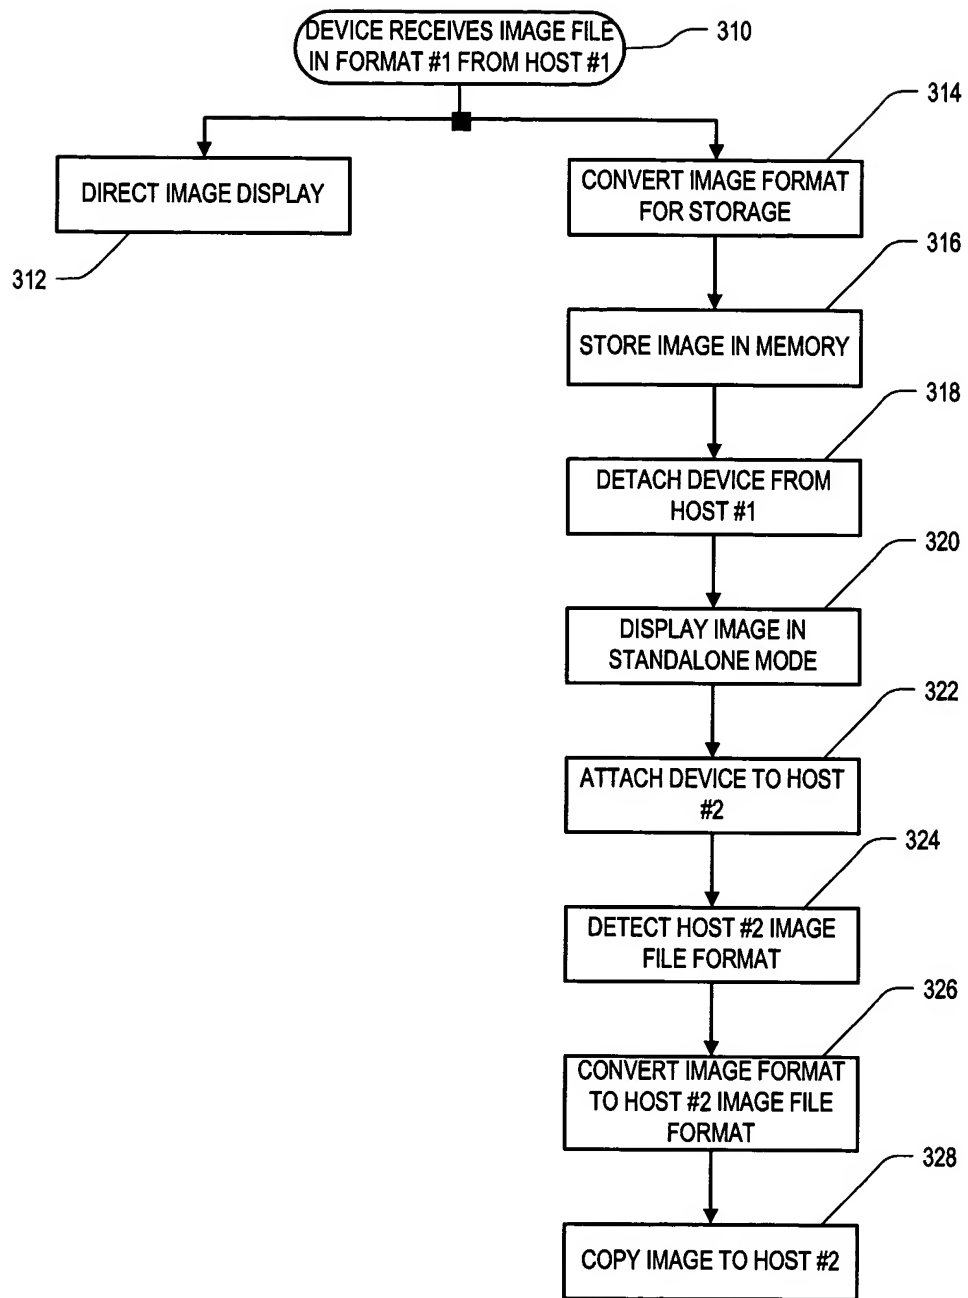 DEVICE RECEIVES IMAGE FILE
IN FORMAT #1 FROM HOST #1
310
314
DIRECT IMAGE DISPLAY
CONVERT IMAGE FORMAT
FOR STORAGE
312
316
STORE IMAGE IN MEMORY
318
DETACH DEVICE FROM
HOST #1
320
DISPLAY IMAGE IN
STANDALONE MODE
322
ATTACH DEVICE TO HOST
#2
324
DETECT HOST #2 IMAGE
FILE FORMAT
326
CONVERT IMAGE FORMAT
TO HOST #2 IMAGE FILE
FORMAT
328
COPY IMAGE TO HOST #2